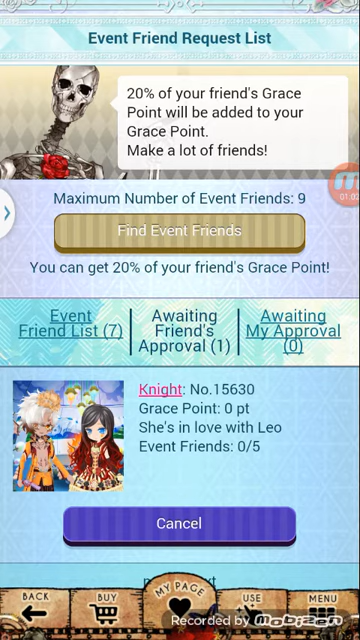 Event Friend Request List
20% of your friend's Grace
Point will be added to your
Grace Point.
Make a lot of friends!
Maximum Number of Event Friends: 9
01:02
Find Event Friends
You can get 20% of your friend's Grace Point!
Event
Friend List (7)
Awaiting
Friend's
Approval (1)
Awaiting
My Approval
(0)
Knight: No.15630
Grace Point: 0 pt
She's in love with Leo
Event Friends: 0/5
Cancel
BACK
BUY
MY PAGE
USE
MENU
Recorded by Mobizen